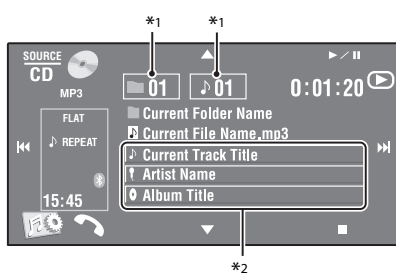 *1 *1
SOURCE
CD
MP3
01 01 0:01:20
FLAT
REPEAT
15:45
Current Folder Name
Current File Name.mp3
Current Track Title
Artist Name
Album Title
*2